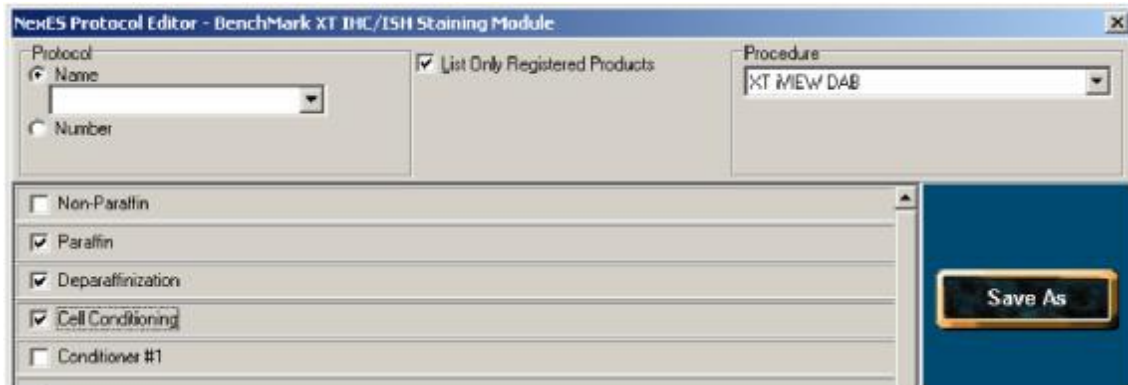 NexES Protocol Editor - BenchMark XT IHC/ISH Staining Module
Protocol
Name
Number
List Only Registered Products
Procedure
XT iVIEW DAB
Non-Paraffin
Paraffin
Deparaffinization
Cell Conditioning
Conditioner #1
Save As